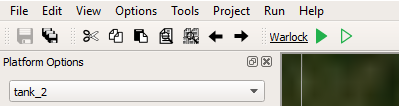 File Edit View Options Tools Project Run Help
Warlock
Platform Options
tank_2